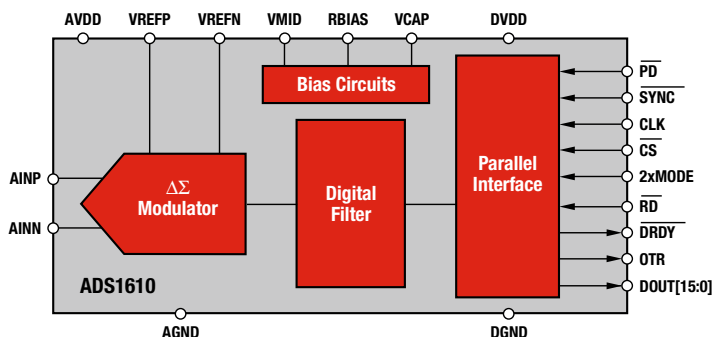 AVDD VREFP VREFN VMID RBIAS VCAP DVDD
Bias Circuits
PD
SYNC
CLK
CS
2xMODE
RD
DRDY
OTR
DOUT[15:0]
Parallel
Interface
AINP
AINN
ΔΣ
Modulator
Digital
Filter
ADS1610
AGND DGND